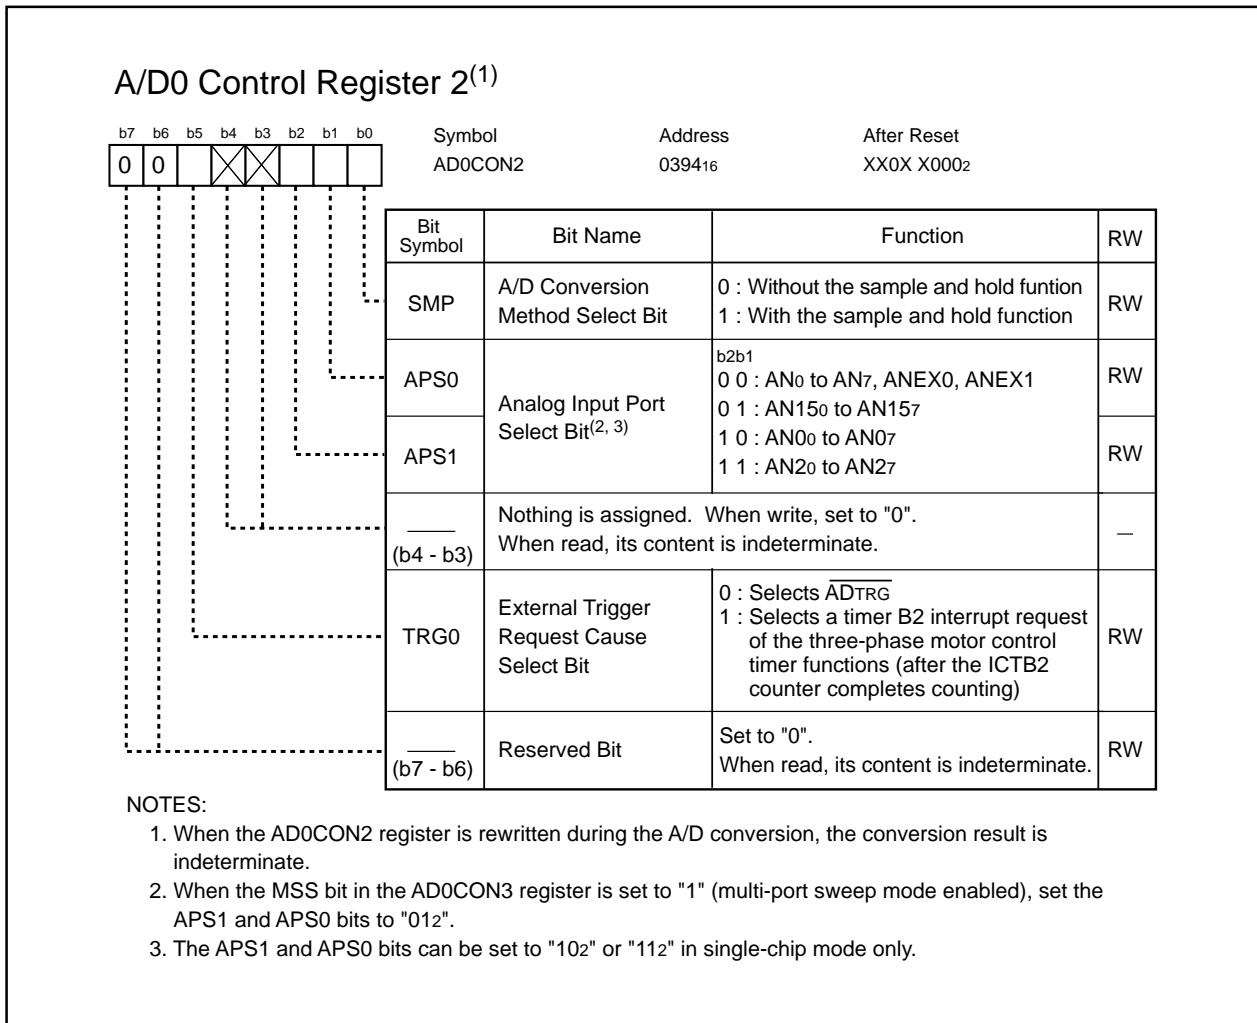 A/D0 Control Register 2(1)
b7 b6 b5 b4 b3 b2 b1 b0
0 0
Symbol Address After Reset
AD0CON2 039416 XX0X X0002
Bit Symbol Bit Name Function RW
SMP
A/D Conversion
Method Select Bit
0 : Without the sample and hold funtion
1 : With the sample and hold function
RW
APS0
APS1
Analog Input Port
Select Bit(2, 3)
b2b1
0 0 : AN0 to AN7, ANEX0, ANEX1
0 1 : AN150 to AN157
1 0 : AN00 to AN07
1 1 : AN20 to AN27
RW
RW
(b4 - b3)
Nothing is assigned. When write, set to "0".
When read, its content is indeterminate.
—
TRG0
External Trigger
Request Cause
Select Bit
0 : Selects ADTRG
1 : Selects a timer B2 interrupt request
of the three-phase motor control
timer functions (after the ICTB2
counter completes counting)
RW
(b7 - b6)
Reserved Bit
Set to "0".
When read, its content is indeterminate.
RW
NOTES:
1. When the AD0CON2 register is rewritten during the A/D conversion, the conversion result is
indeterminate.
2. When the MSS bit in the AD0CON3 register is set to "1" (multi-port sweep mode enabled), set the
APS1 and APS0 bits to "012".
3. The APS1 and APS0 bits can be set to "102" or "112" in single-chip mode only.